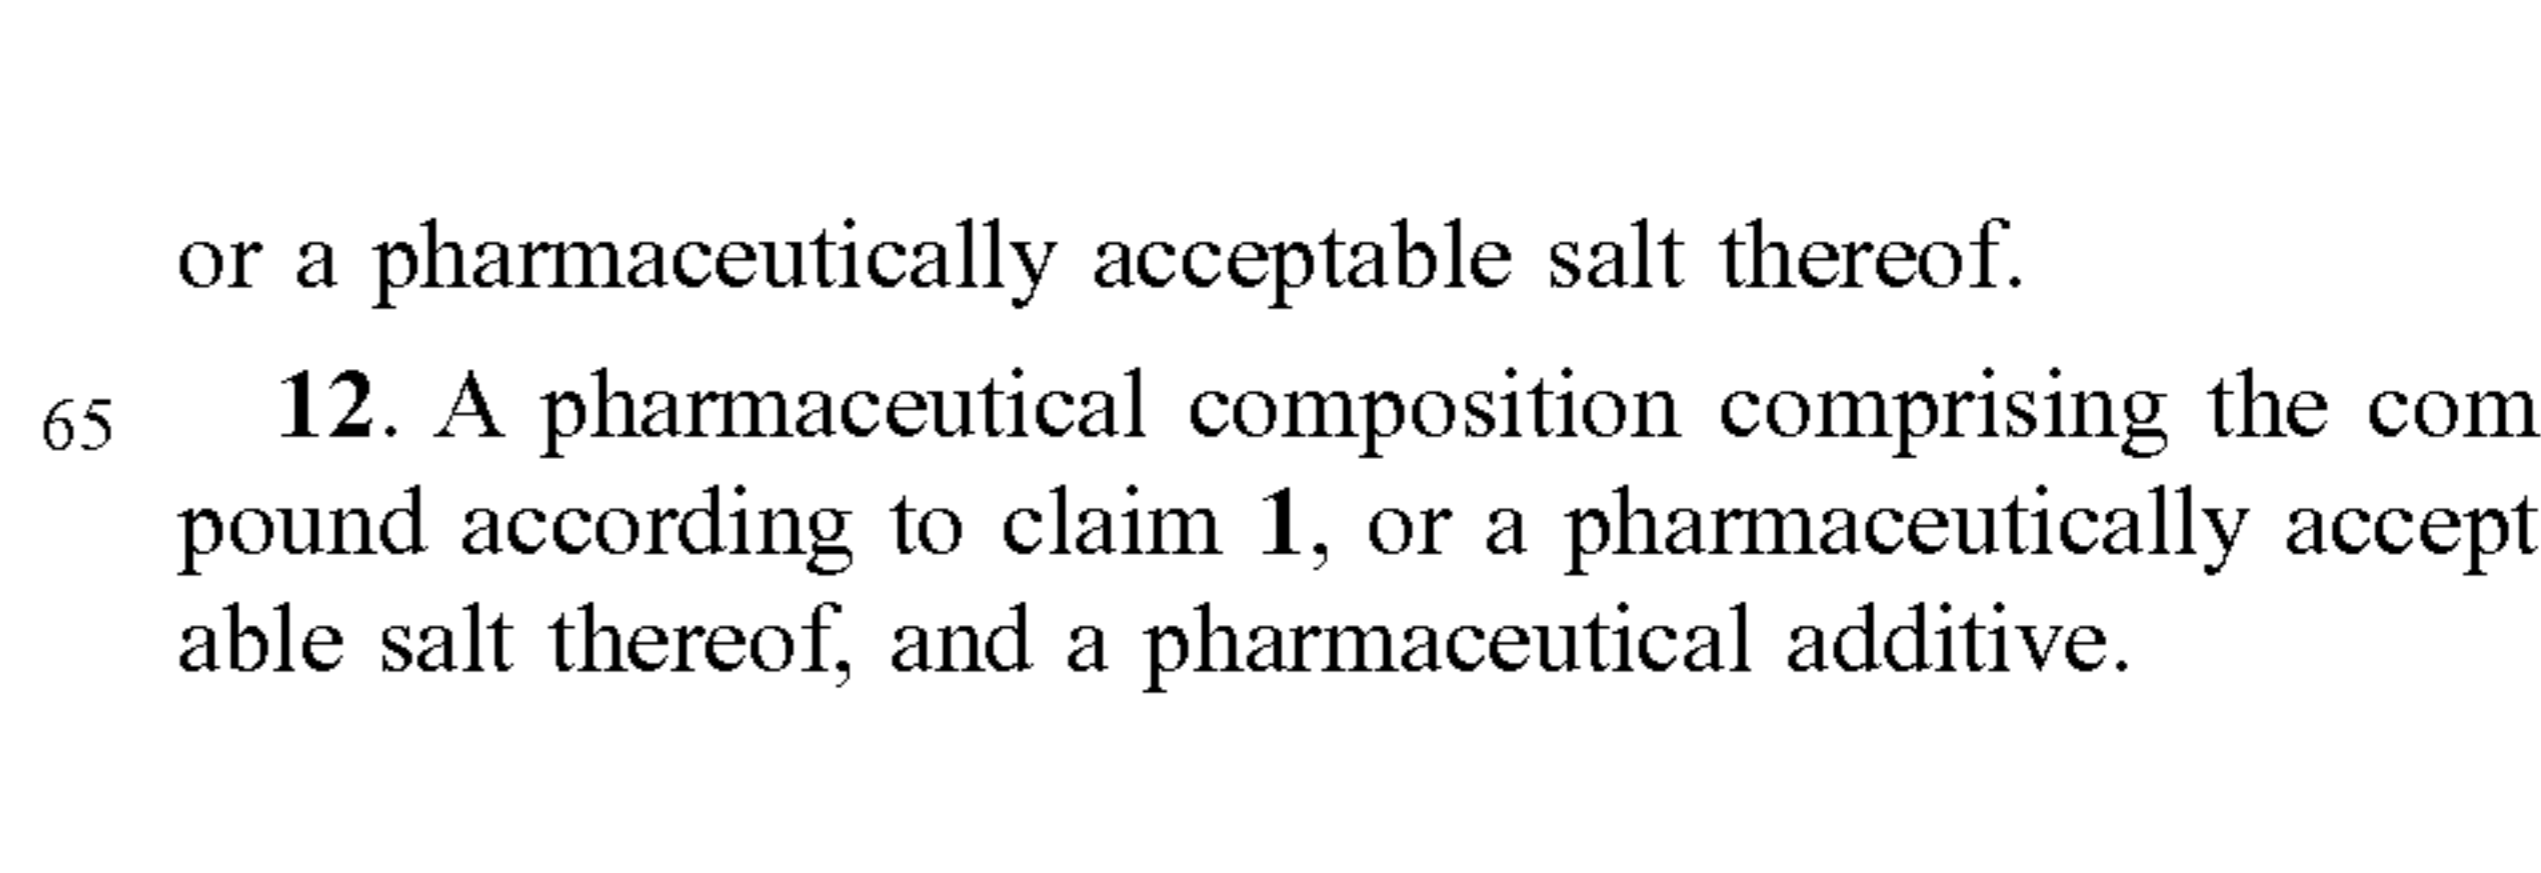 or a pharmaceutically acceptable salt thereof.
65 12. A pharmaceutical composition comprising the com
pound according to claim 1, or a pharmaceutically accept
able salt thereof, and a pharmaceutical additive.